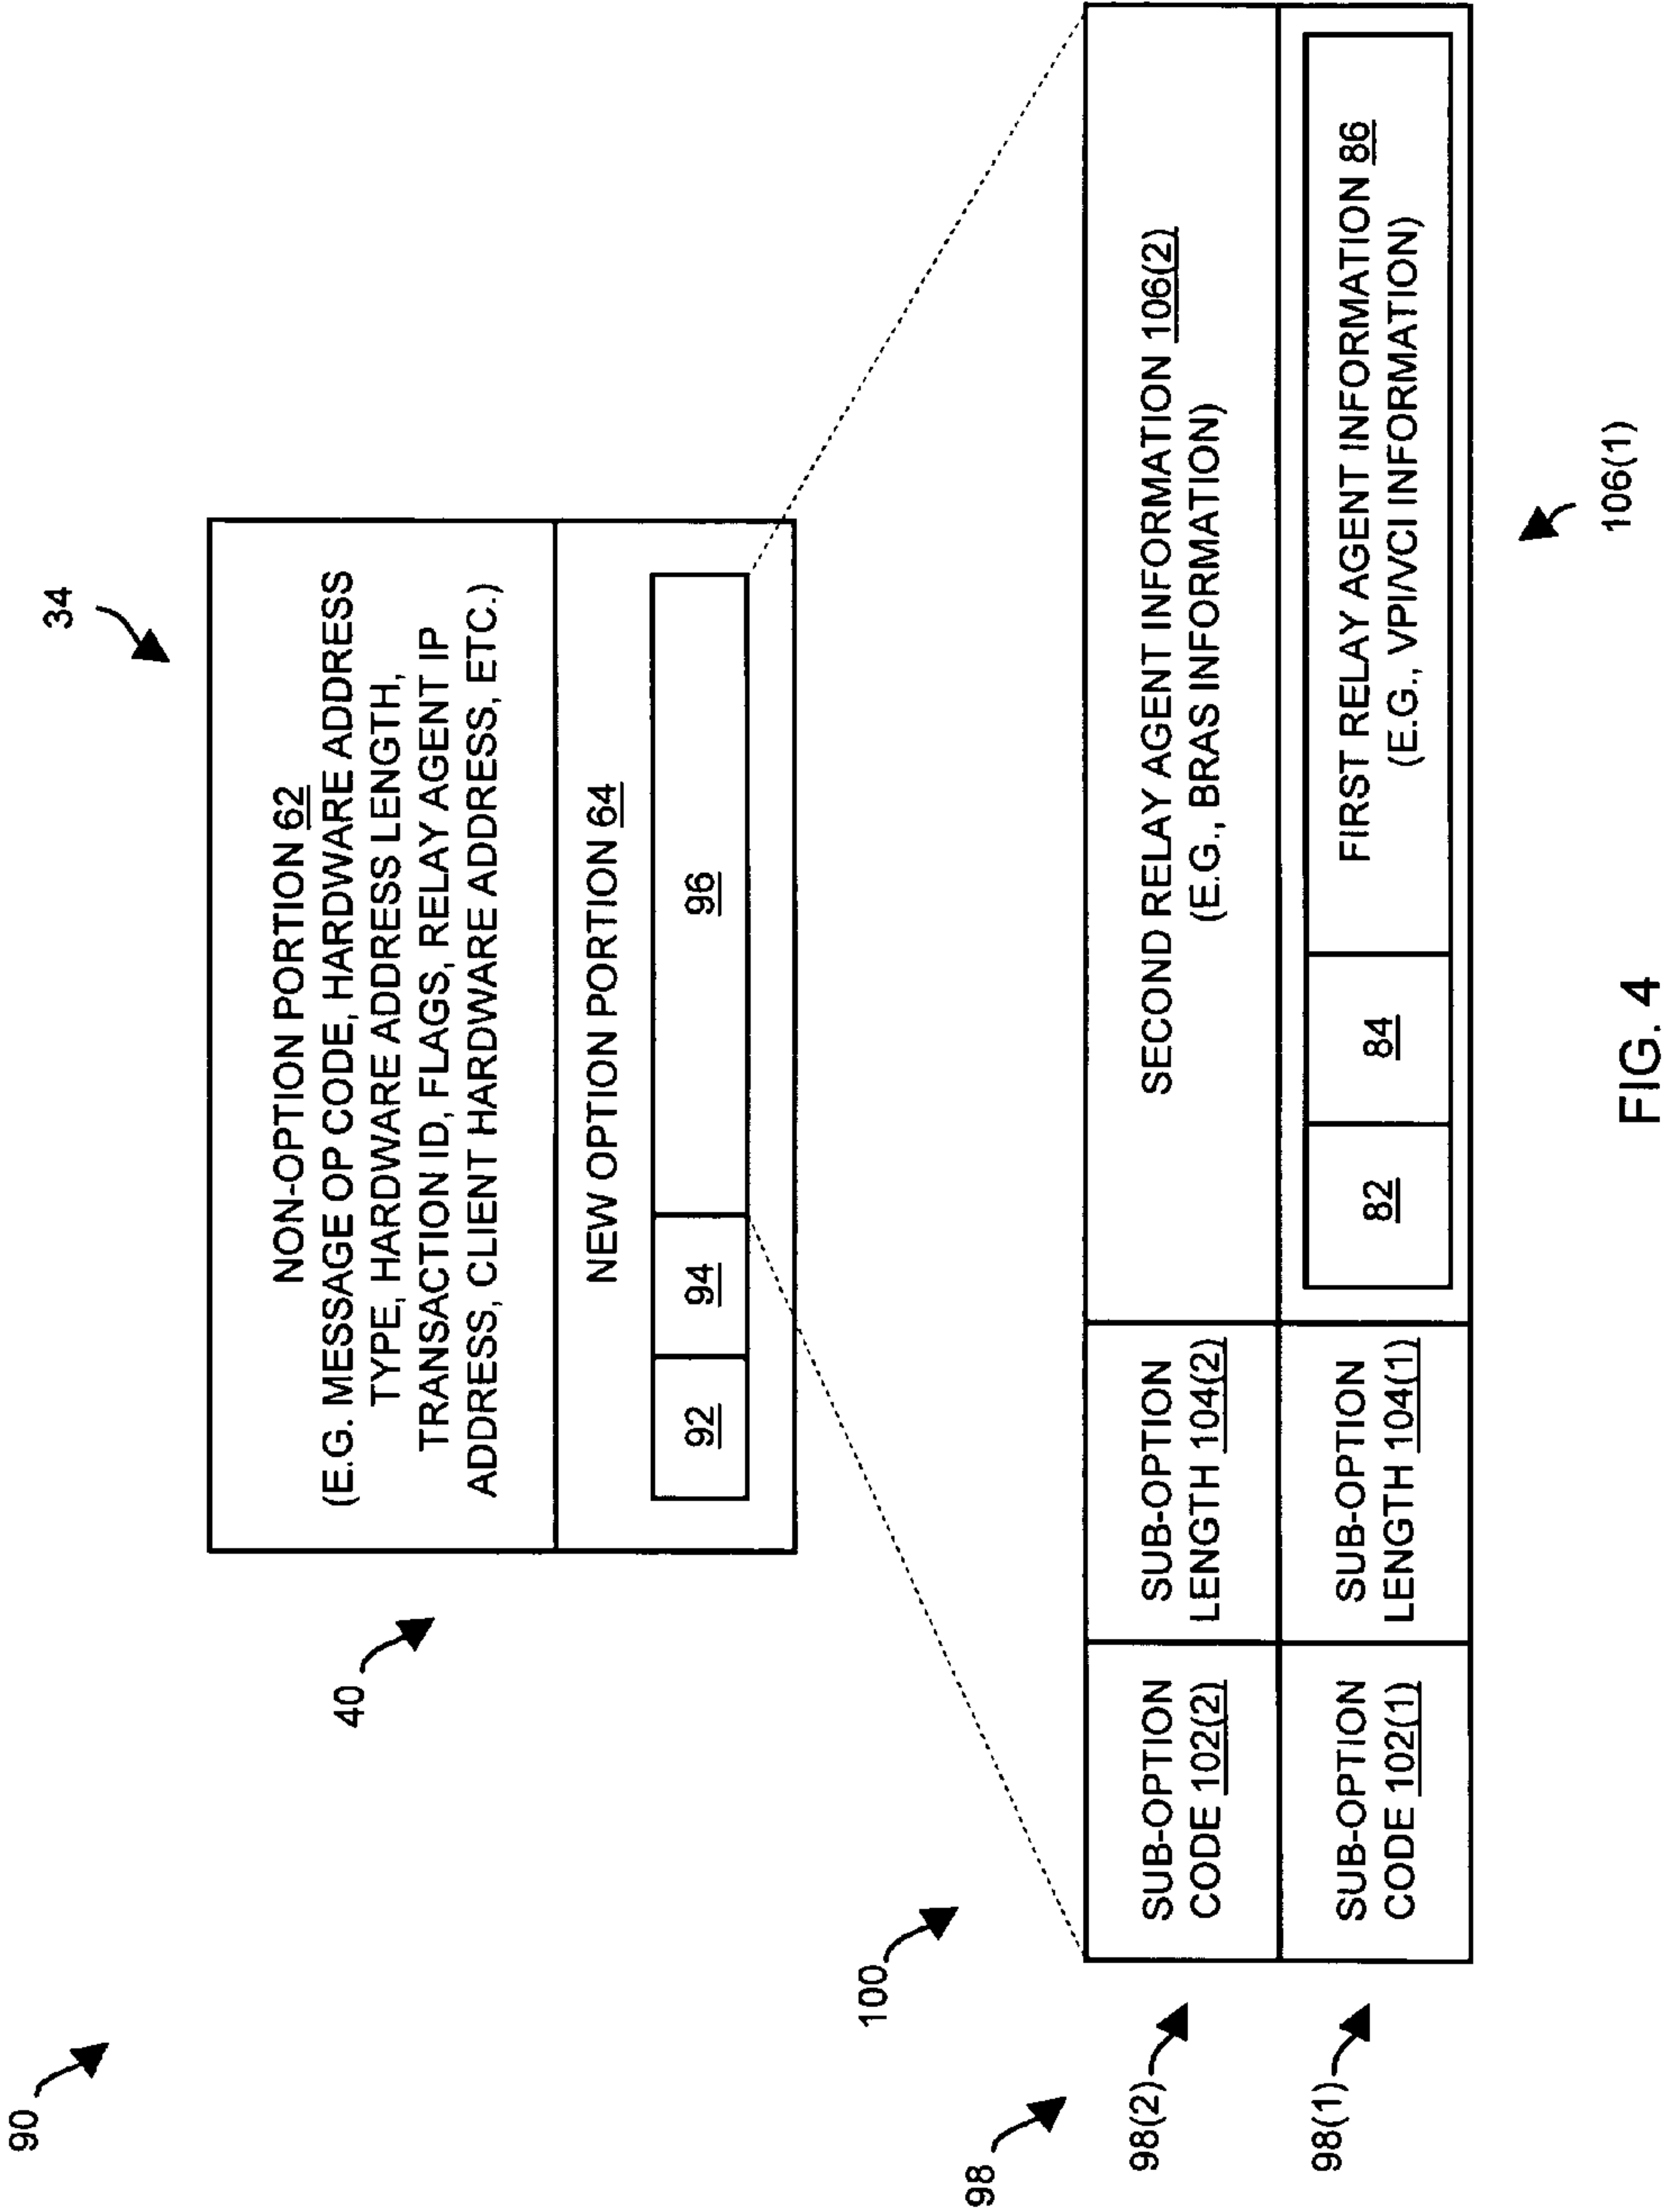 90
34
40
NON-OPTION PORTION 62
(E.G. MESSAGE OP CODE, HARDWARE ADDRESS
TYPE, HARDWARE ADDRESS LENGTH,
TRANSACTION ID, FLAGS, RELAY AGENT IP
ADDRESS, CLIENT HARDWARE ADDRESS, ETC.)
NEW OPTION PORTION 64
92
94
96
100
98
98(2)
SUB-OPTION
CODE 102(2)
SUB-OPTION
LENGTH 104(2)
SECOND RELAY AGENT INFORMATION 106(2)
(E.G., BRAS INFORMATION)
98(1)
SUB-OPTION
CODE 102(1)
SUB-OPTION
LENGTH 104(1)
82
84
FIRST RELAY AGENT INFORMATION 86
(E.G., VPI/VCI INFORMATION)
106(1)
FIG. 4